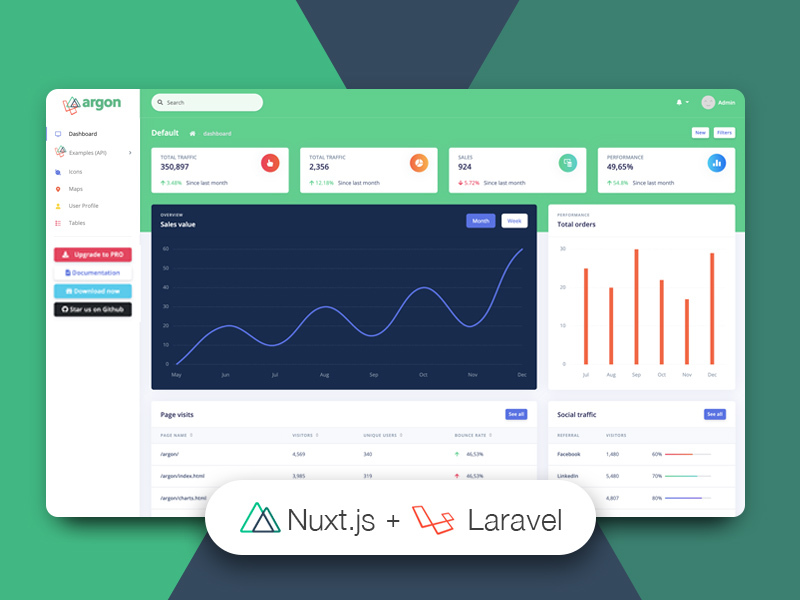 argon
Search
Admin
Dashboard
Examples (API)
Icons
Maps
User Profile
Tables
Upgrade to PRO
Documentation
Download now
Star us on Github
Default
dashboard
New
Filters
TOTAL TRAFFIC
350,897
3.48% Since last month
TOTAL TRAFFIC
2,356
12.18% Since last month
SALES
924
5.72% Since last month
PERFORMANCE
49,65%
54.8% Since last month
OVERVIEW
Sales value
Month
Week
60
50
40
30
20
10
0
May Jun Jul Aug Sep Oct Nov Dec
PERFORMANCE
Total orders
30
20
10
0
Jul Aug Sep Oct Nov Dec
Page visits
See all
PAGE NAME VISITORS UNIQUE USERS BOUNCE RATE
/argon/ 4,569 340 46,53%
/argon/index.html 3,985 319 46,53%
/argon/charts.html
Social traffic
See all
REFERRAL VISITORS
Facebook 1,480 60%
LinkedIn 5,480 70%
4,807 80%
Nuxt.js + Laravel